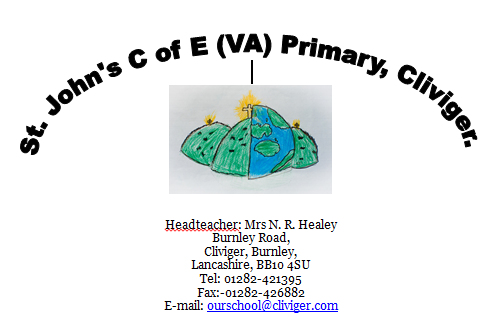 St. John's C of E (VA) Primary, Cliviger.
Headteacher: Mrs N. R. Healey
Burnley Road,
Cliviger, Burnley,
Lancashire, BB10 4SU
Tel: 01282-421395
Fax:-01282-426882
E-mail: ourschool@cliviger.com